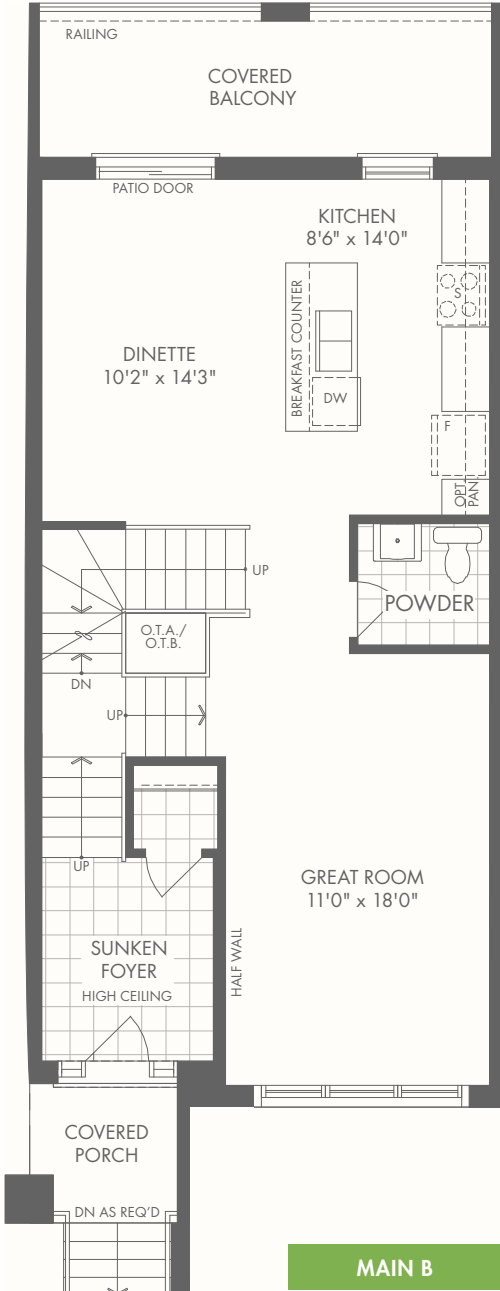 RAILING
COVERED
BALCONY
PATIO DOOR
KITCHEN
8'6" x 14'0"
S
BREAKFAST COUNTER
DINETTE
10'2" x 14'3"
DW
F
OPT
PAN
UP
POWDER
O.T.A./
O.T.B.
DN
UP
UP
GREAT ROOM
11'0" x 18'0"
HALF WALL
SUNKEN
FOYER
HIGH CEILING
COVERED
PORCH
DN AS REQ'D
MAIN B